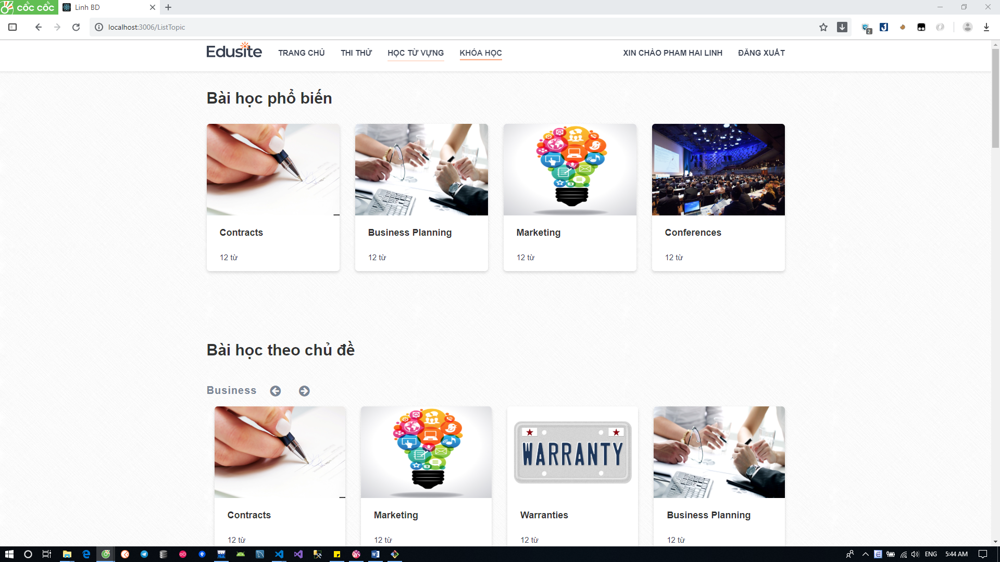 cốc cốc
Linh BD
localhost:3006/ListTopic
2
Edusite
TRANG CHỦ
THI THỬ
HỌC TỪ VỰNG
KHÓA HỌC
XIN CHÀO PHAM HAI LINH
ĐĂNG XUẤT
Bài học phổ biến
Contracts
12 từ
Business Planning
12 từ
Marketing
12 từ
Conferences
12 từ
Bài học theo chủ đề
Business
WARRANTY
Contracts
12 từ
Marketing
12 từ
Warranties
12 từ
Business Planning
12 từ
ENG
5:44 AM